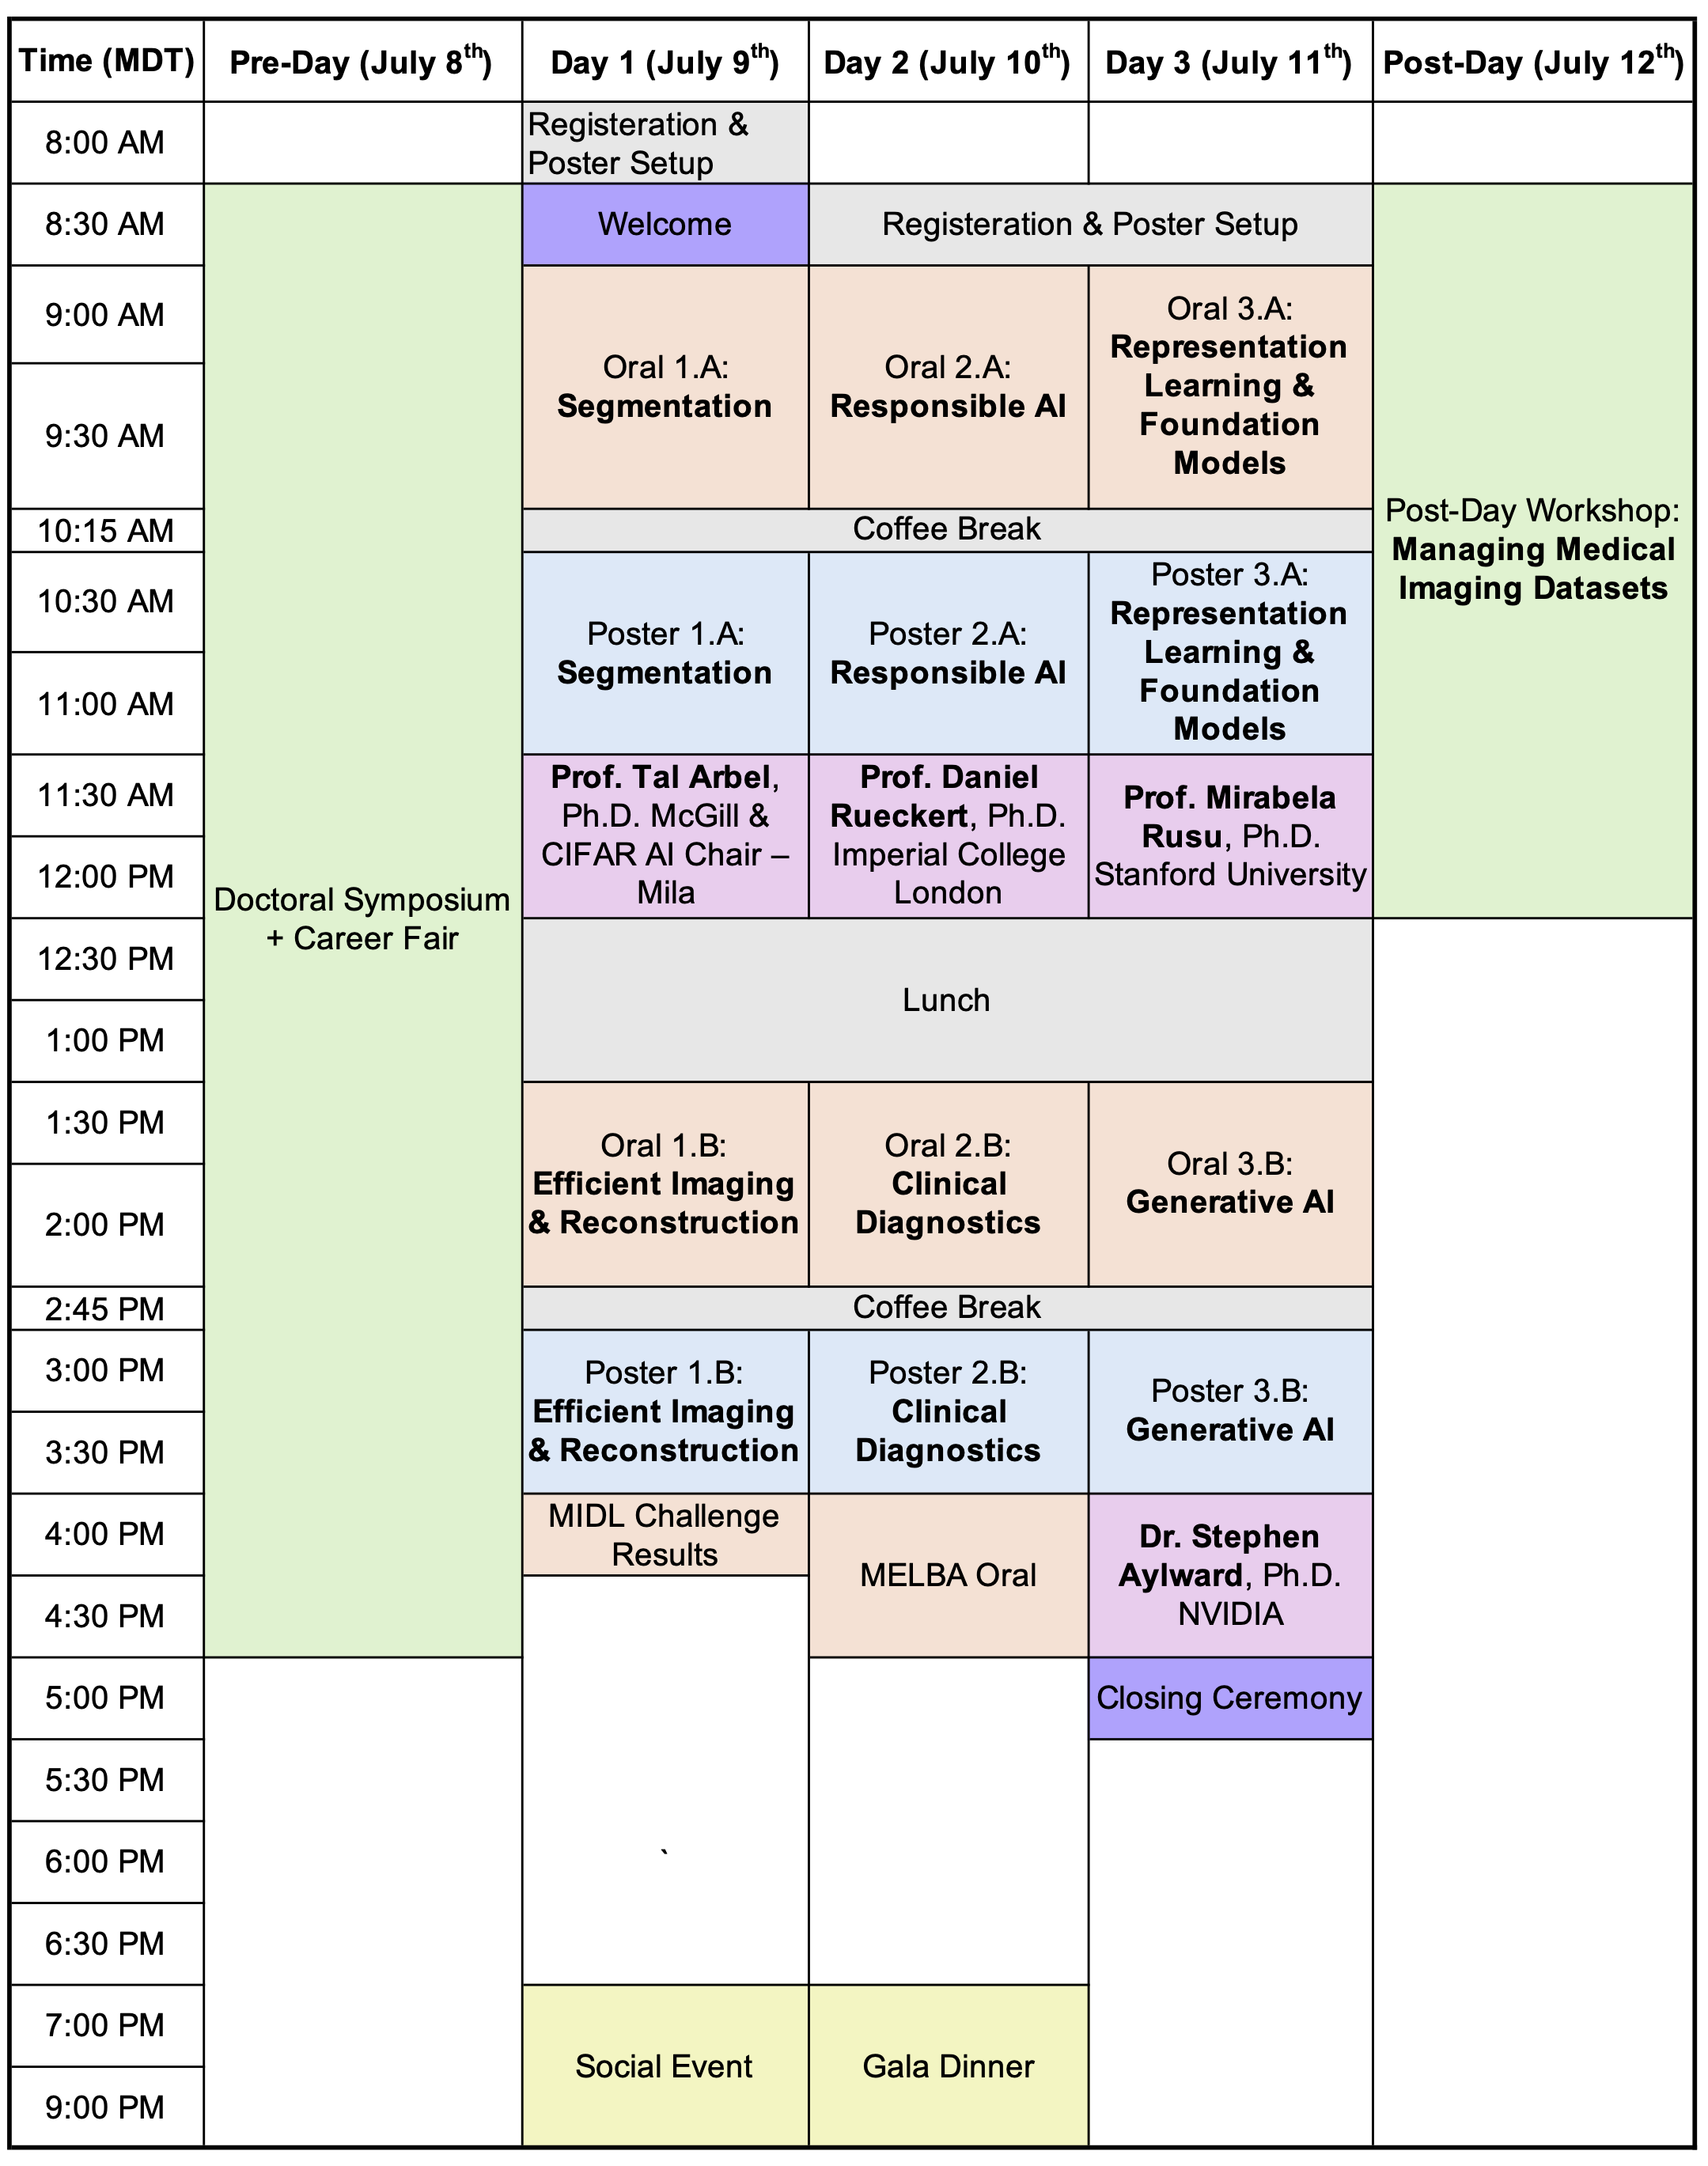 Time (MDT)
Pre-Day (July 8th)
Day 1 (July 9th)
Day 2 (July 10th)
Day 3 (July 11th)
Post-Day (July 12th)
8:00 AM
Registeration &
Poster Setup
8:30 AM
Welcome
Registeration & Poster Setup
9:00 AM
9:30 AM
Oral 1.A:
Segmentation
Oral 2.A:
Responsible AI
Oral 3.A:
Representation
Learning &
Foundation
Models
10:15 AM
Coffee Break
Post-Day Workshop:
Managing Medical
Imaging Datasets
10:30 AM
11:00 AM
Poster 1.A:
Segmentation
Poster 2.A:
Responsible AI
Poster 3.A:
Representation
Learning &
Foundation
Models
11:30 AM
12:00 PM
Prof. Tal Arbel,
Ph.D. McGill &
CIFAR AI Chair –
Mila
Prof. Daniel
Rueckert, Ph.D.
Imperial College
London
Prof. Mirabela
Rusu, Ph.D.
Stanford University
Doctoral Symposium
+ Career Fair
12:30 PM
1:00 PM
Lunch
1:30 PM
2:00 PM
Oral 1.B:
Efficient Imaging
& Reconstruction
Oral 2.B:
Clinical
Diagnostics
Oral 3.B:
Generative AI
2:45 PM
Coffee Break
3:00 PM
3:30 PM
Poster 1.B:
Efficient Imaging
& Reconstruction
Poster 2.B:
Clinical
Diagnostics
Poster 3.B:
Generative AI
4:00 PM
4:30 PM
MIDL Challenge
Results
MELBA Oral
Dr. Stephen
Aylward, Ph.D.
NVIDIA
5:00 PM
Closing Ceremony
5:30 PM
6:00 PM
`
6:30 PM
7:00 PM
9:00 PM
Social Event
Gala Dinner